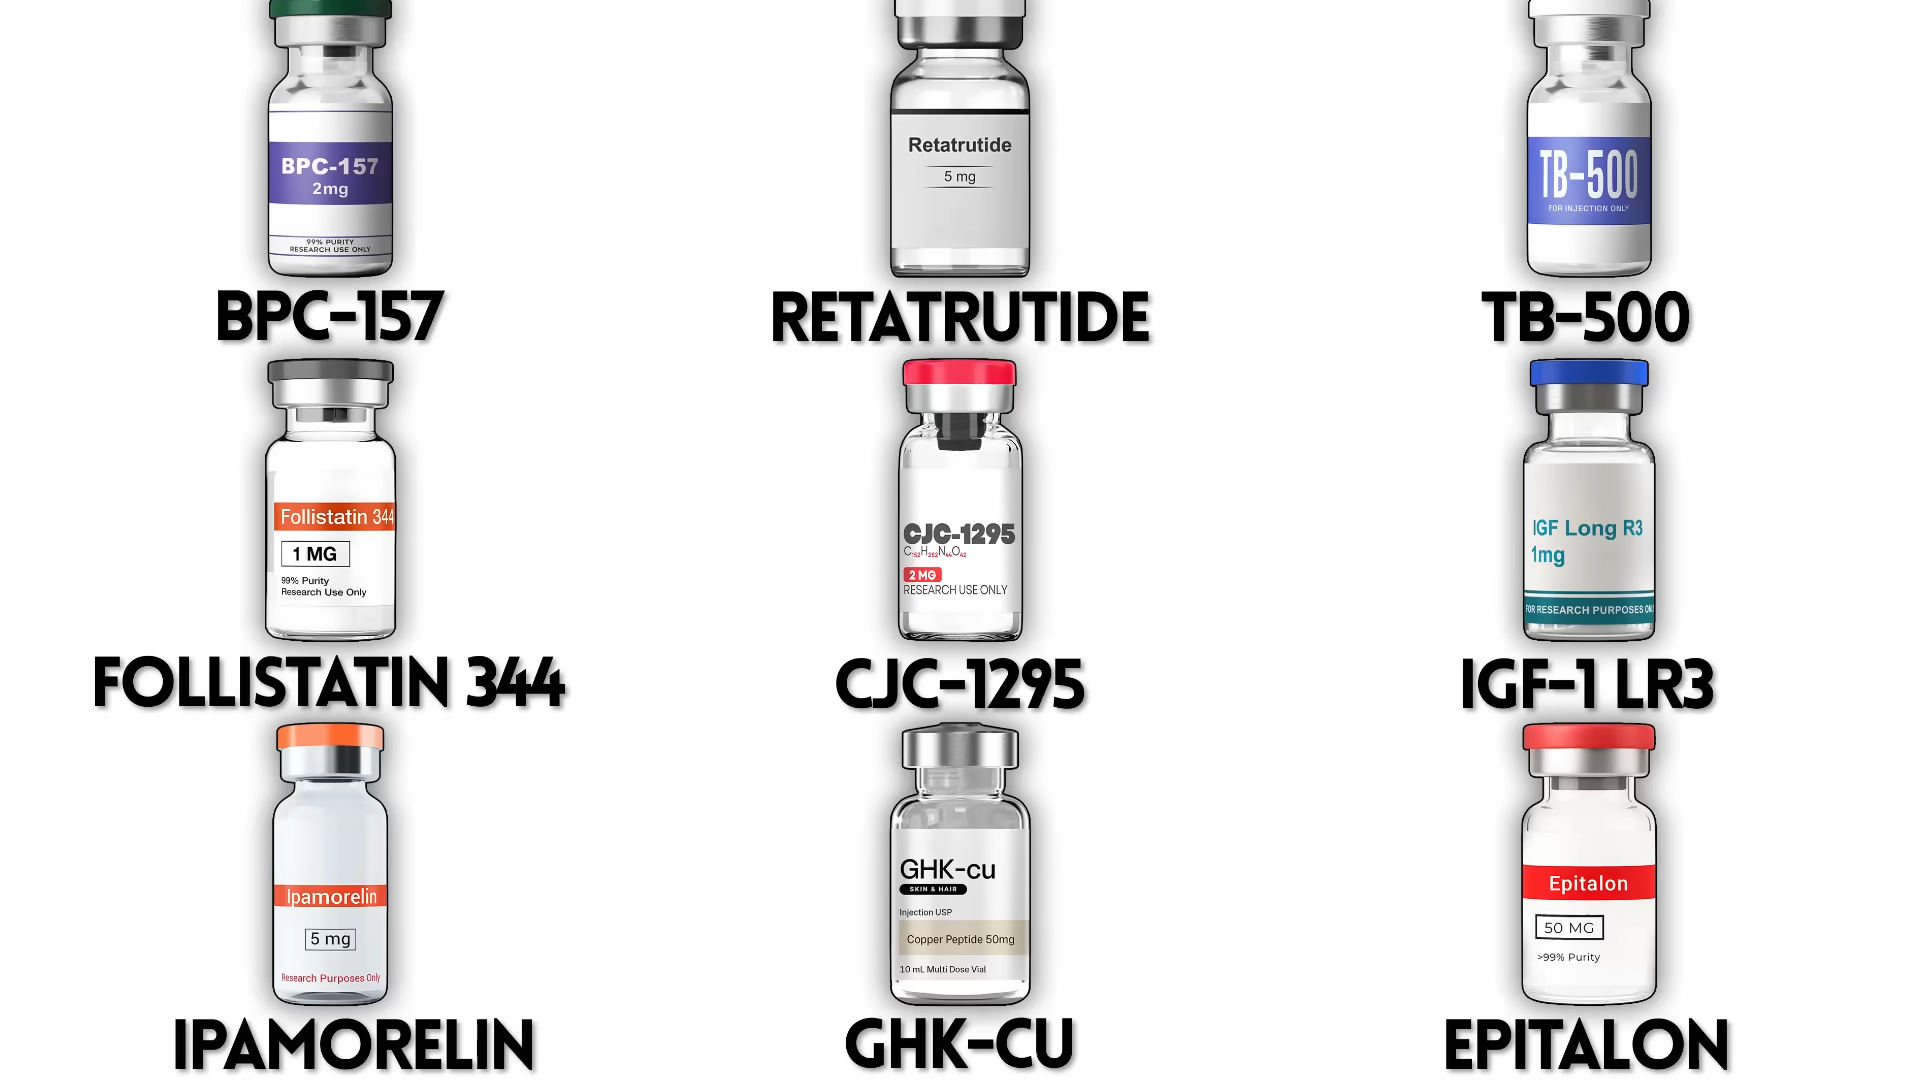 BPC-157
2mg
99% PURITY
RESEARCH USE ONLY
BPC-157
Retatrutide
5 mg
RETATRUTIDE
TB-500
FOR INJECTION ONLY
TB-500
Follistatin 344
1 MG
99% Purity
Research Use Only
FOLLISTATIN 344
CJC-1295
C152H252N44O42
2 MG
RESEARCH USE ONLY
CJC-1295
IGF Long R3
1mg
FOR RESEARCH PURPOSES ONL
IGF-1 LR3
Ipamorelin
5 mg
Research Purposes Only
IPAMORELIN
GHK-cu
SKIN & HAIR
Injection USP
Copper Peptide 50mg
10 mL Multi Dose Vial
GHK-CU
Epitalon
50 MG
>99% Purity
EPITALON